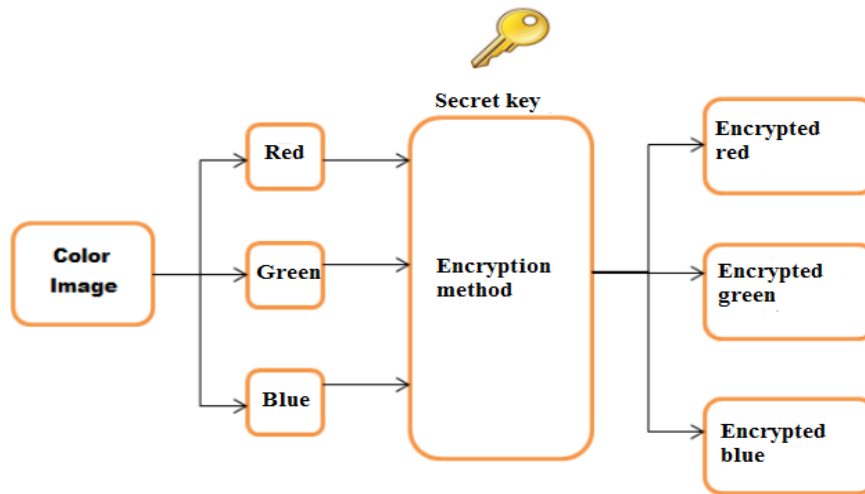 Secret key
Color
Image
Red
Green
Blue
Encryption
method
Encrypted
red
Encrypted
green
Encrypted
blue